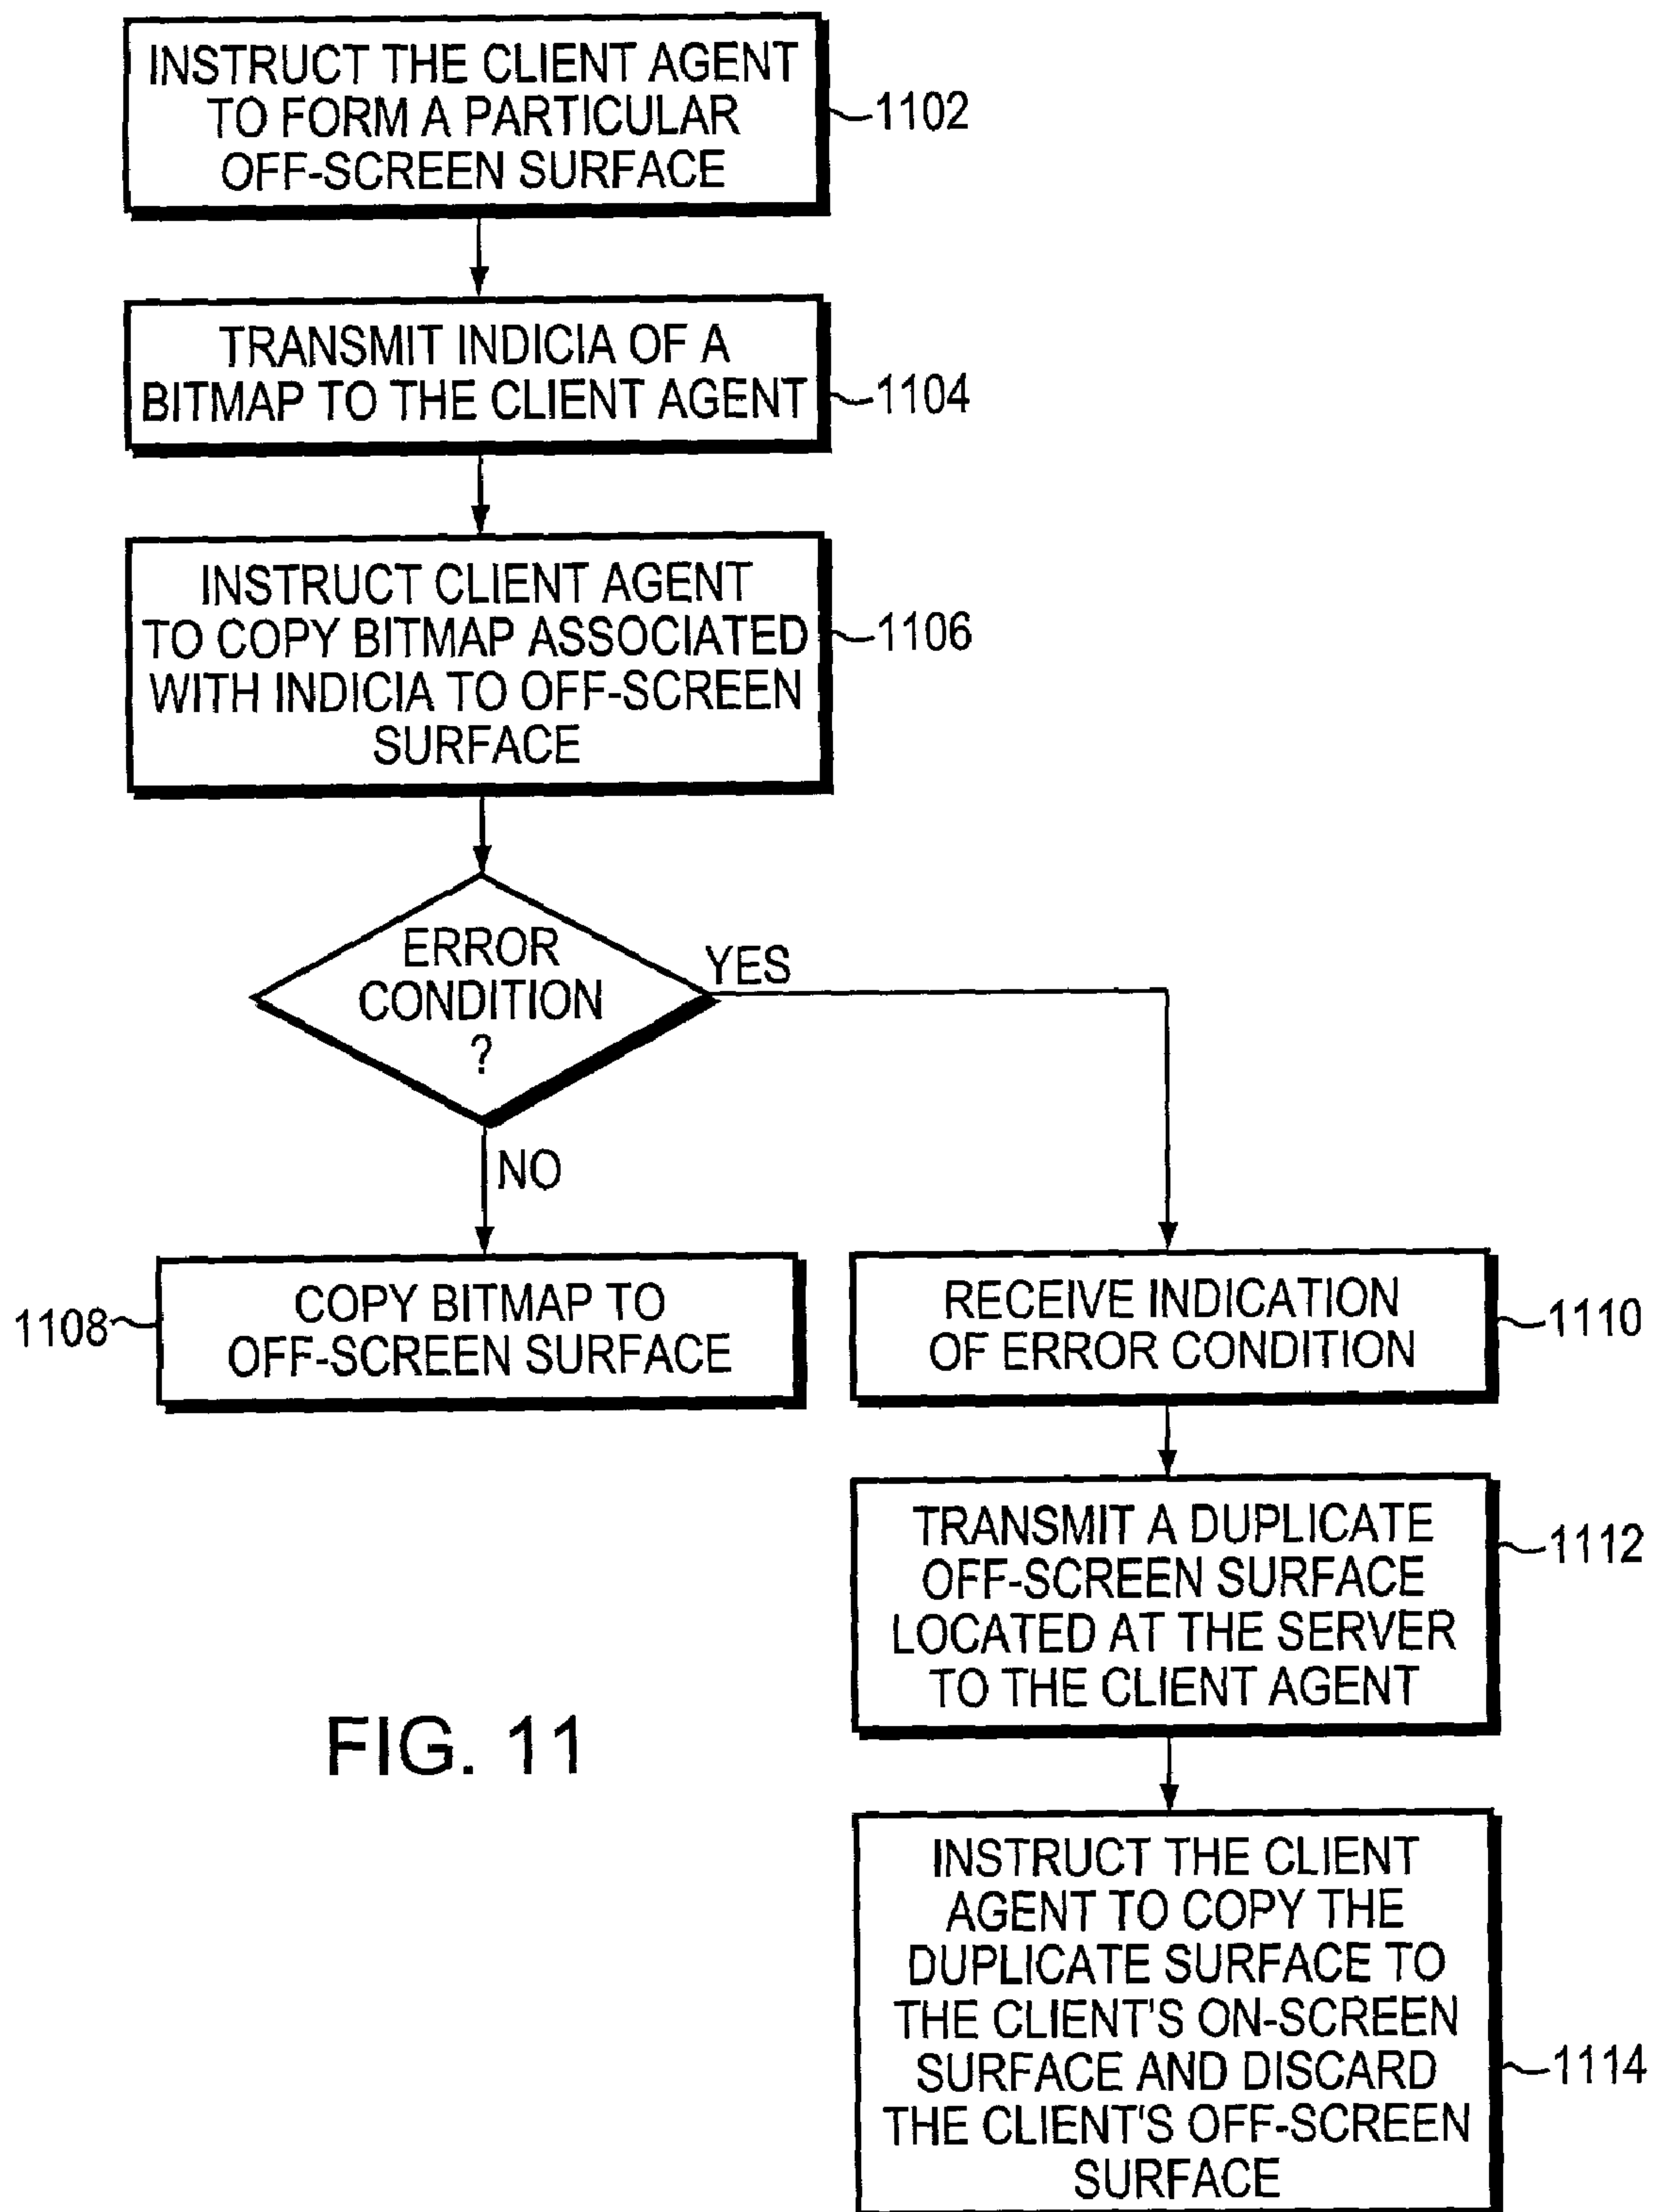 INSTRUCT THE CLIENT AGENT
TO FORM A PARTICULAR
OFF-SCREEN SURFACE
1102
TRANSMIT INDICIA OF A
BITMAP TO THE CLIENT AGENT
1104
INSTRUCT CLIENT AGENT
TO COPY BITMAP ASSOCIATED
WITH INDICIA TO OFF-SCREEN
SURFACE
1106
ERROR
CONDITION
?
YES
NO
1108
COPY BITMAP TO
OFF-SCREEN SURFACE
RECEIVE INDICATION
OF ERROR CONDITION
1110
TRANSMIT A DUPLICATE
OFF-SCREEN SURFACE
LOCATED AT THE SERVER
TO THE CLIENT AGENT
1112
FIG. 11
INSTRUCT THE CLIENT
AGENT TO COPY THE
DUPLICATE SURFACE TO
THE CLIENT'S ON-SCREEN
SURFACE AND DISCARD
THE CLIENT'S OFF-SCREEN
SURFACE
1114